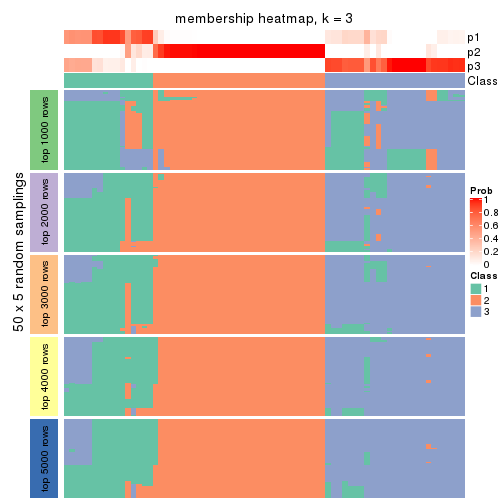 membership heatmap, k = 3
p1
p2
p3
Class
50 x 5 random samplings
top 1000 rows
top 2000 rows
top 3000 rows
top 4000 rows
top 5000 rows
Prob
1
0.8
0.6
0.4
0.2
0
Class
1
2
3